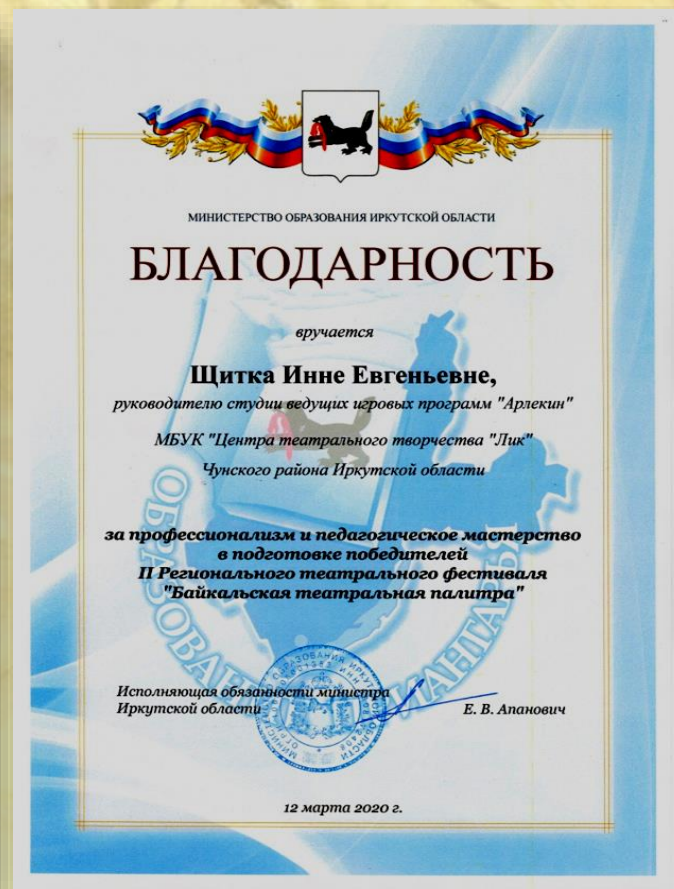 МИНИСТЕРСТВО ОБРАЗОВАНИЯ ИРКУТСКОЙ ОБЛАСТИ
БЛАГОДАРНОСТЬ
вручается
Щитка Инне Евгеньевне,
руководителю студии ведущих игровых программ "Арлекин"
МБУК "Центра театрального творчества "Лик"
Чунского района Иркутской области
за профессионализм и педагогическое мастерство
в подготовке победителей
II Регионального театрального фестиваля
"Байкальская театральная палитра"
Исполняющая обязанности министра
Иркутской области
Е. В. Апанович
12 марта 2020 г.